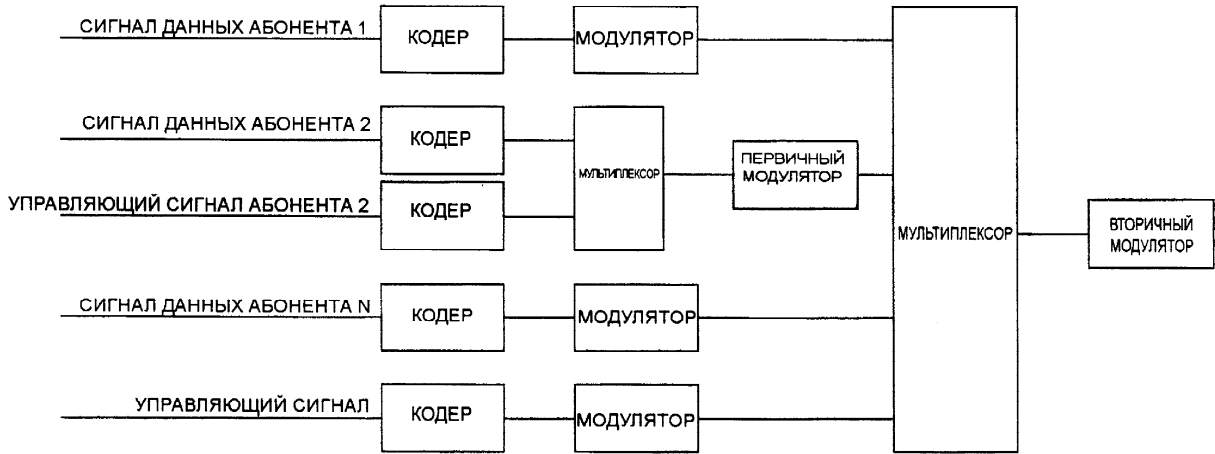 СИГНАЛ ДАННЫХ АБОНЕНТА 1
КОДЕР
МОДУЛЯТОР
СИГНАЛ ДАННЫХ АБОНЕНТА 2
КОДЕР
УПРАВЛЯЮЩИЙ СИГНАЛ АБОНЕНТА 2
КОДЕР
МУЛЬТИПЛЕКСОР
ПЕРВИЧНЫЙ
МОДУЛЯТОР
МУЛЬТИПЛЕКСОР
ВТОРИЧНЫЙ
МОДУЛЯТОР
СИГНАЛ ДАННЫХ АБОНЕНТА N
КОДЕР
МОДУЛЯТОР
УПРАВЛЯЮЩИЙ СИГНАЛ
КОДЕР
МОДУЛЯТОР